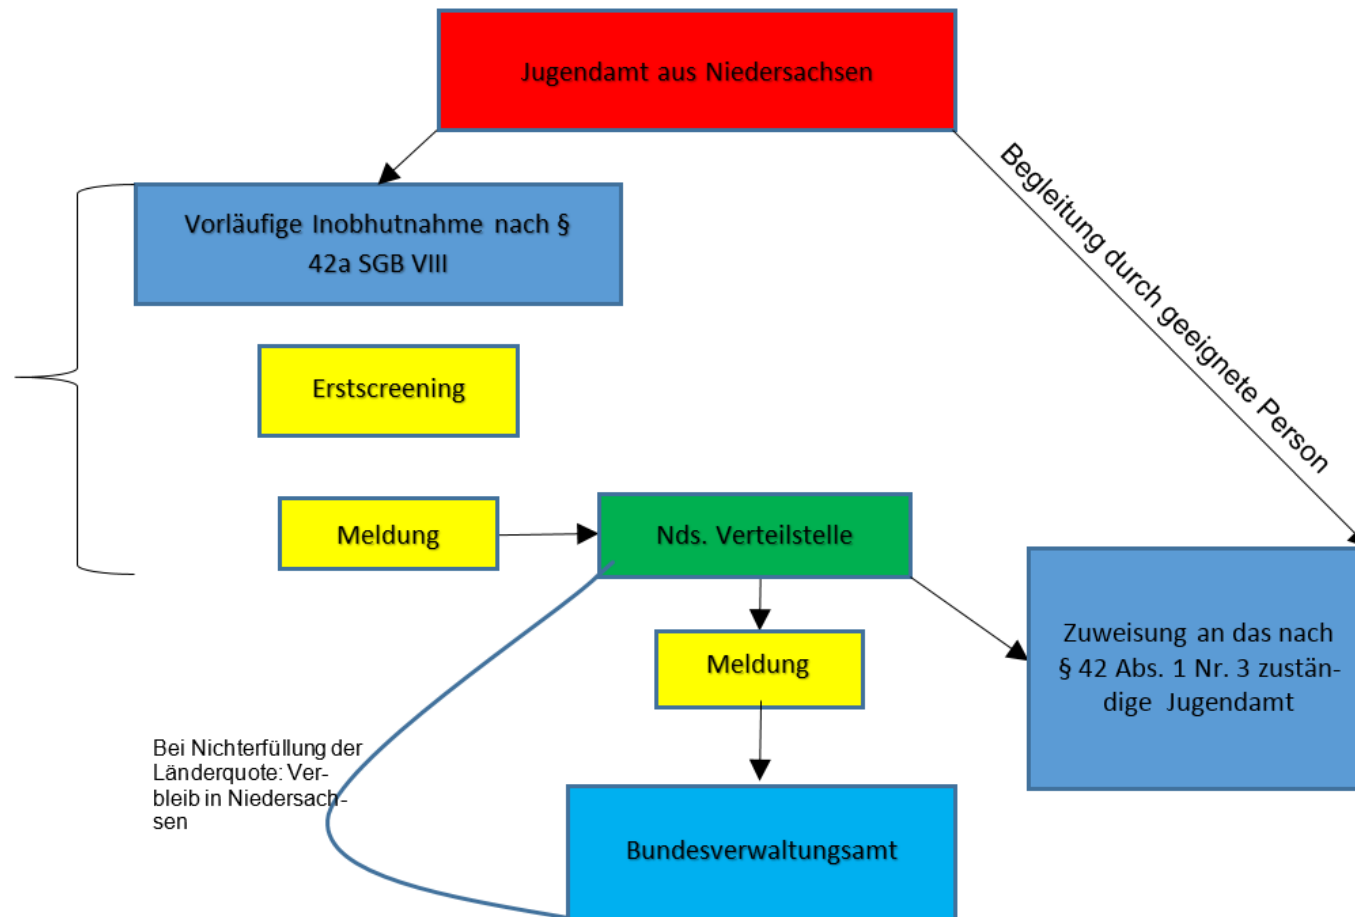 Jugendamt aus Niedersachsen
Begleitung durch geeignete Person
Vorläufige Inobhutnahme nach §
42a SGB VIII
Erstscreening
Meldung
Nds. Verteilstelle
Meldung
Zuweisung an das nach
§ 42 Abs. 1 Nr. 3 zustän-
dige Jugendamt
Bei Nichterfüllung der
Länderquote: Ver-
bleib in Niedersach-
sen
Bundesverwaltungsamt